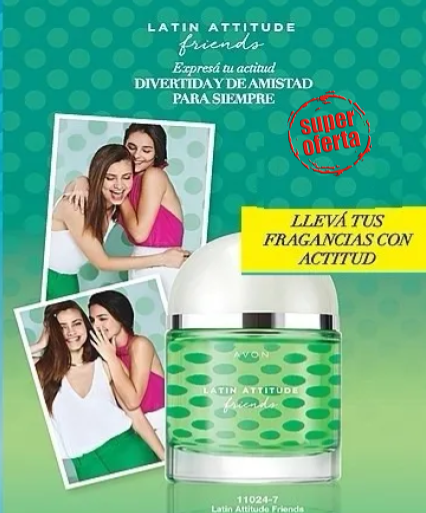 LATIN ATTITUDE
friends
Expresá tu actitud
DIVERTIDA Y DE AMISTAD
PARA SIEMPRE
super
oferta
LLEVÁ TUS
FRAGANCIAS CON
ACTITUD
AVON
LATIN ATTITUDE
friends
11024-7
Latin Attitude Friends